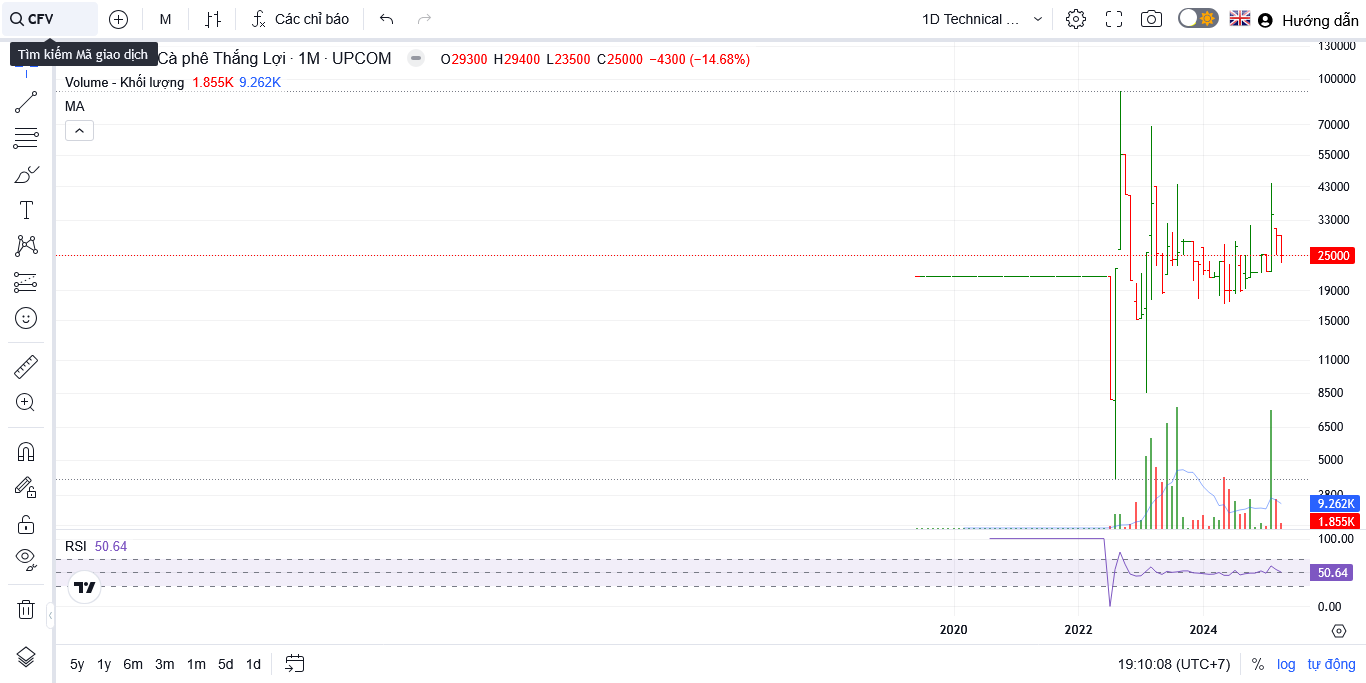 CFV
M
Các chỉ báo
1D Technical ...
Hướng dẫn
Tìm kiếm Mã giao dịch
Cà phê Thắng Lợi · 1M · UPCOM
O29300 H29400 L23500 C25000 −4300 (−14.68%)
Volume - Khối lượng 1.855K 9.262K
MA
130000
100000
70000
55000
43000
33000
25000
19000
15000
11000
8500
6500
5000
3800
9.262K
1.855K
RSI 50.64
100.00
50.64
0.00
2020 2022 2024
5y 1y 6m 3m 1m 5d 1d
19:10:08 (UTC+7)
% log tự động